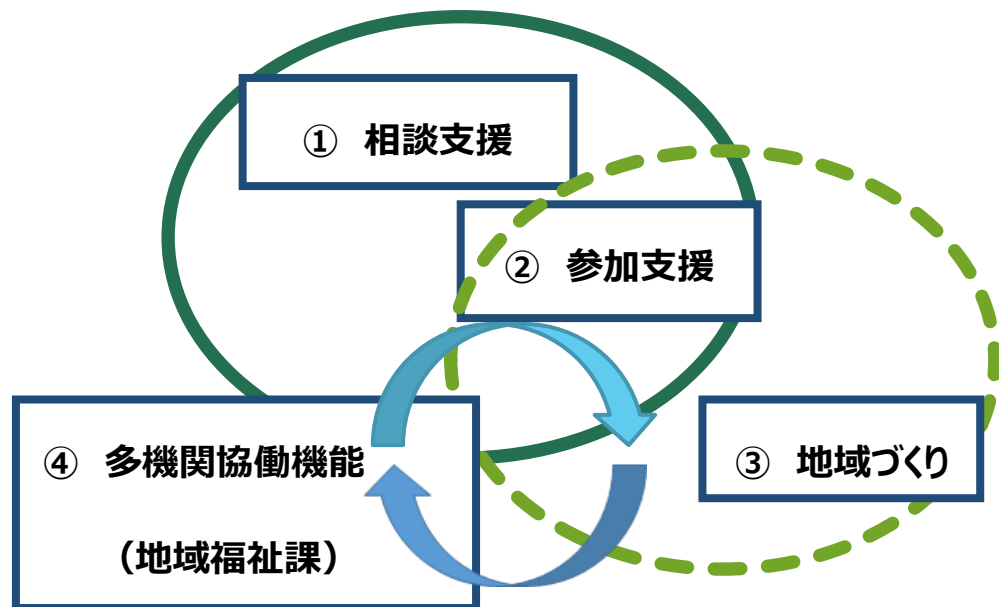 ① 相談支援
② 参加支援
③ 地域づくり
④ 多機関協働機能
（地域福祉課）